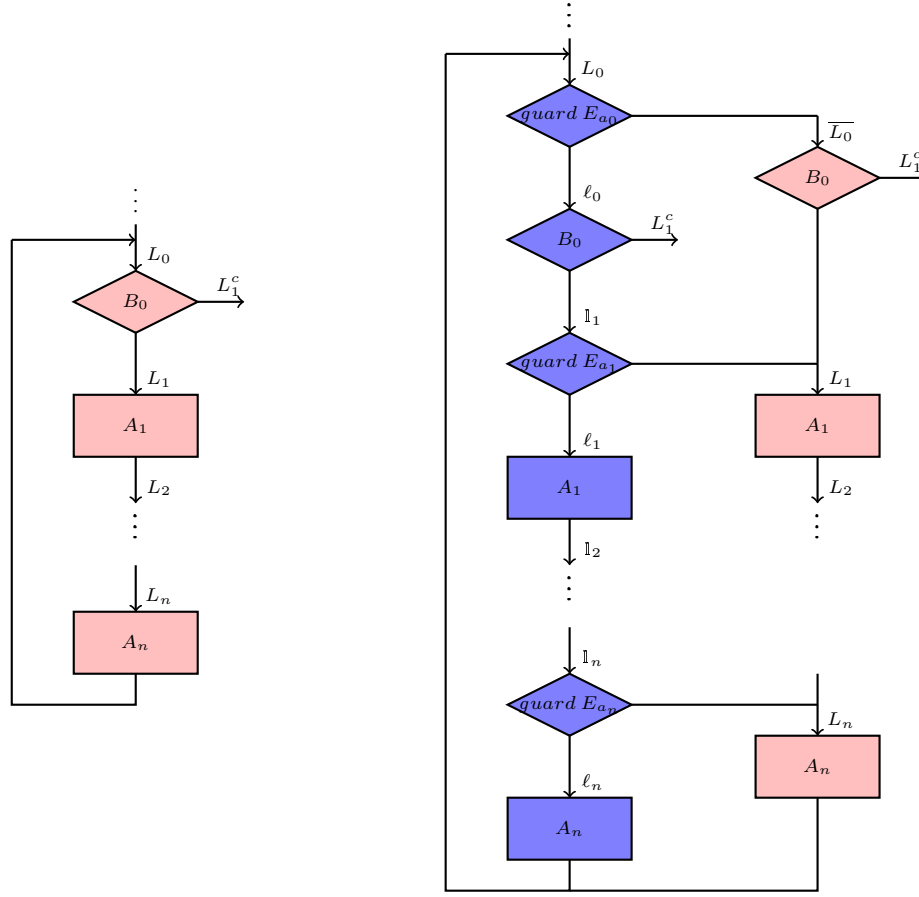 L_0
B_0
L_1^c
L_1
A_1
L_2
L_n
A_n
L_0
guard E_{a_0}
\overline{L_0}
B_0
L_1^c
ℓ_0
B_0
L_1^c
𝕝_1
guard E_{a_1}
L_1
A_1
L_2
ℓ_1
A_1
𝕝_2
𝕝_n
guard E_{a_n}
L_n
A_n
ℓ_n
A_n